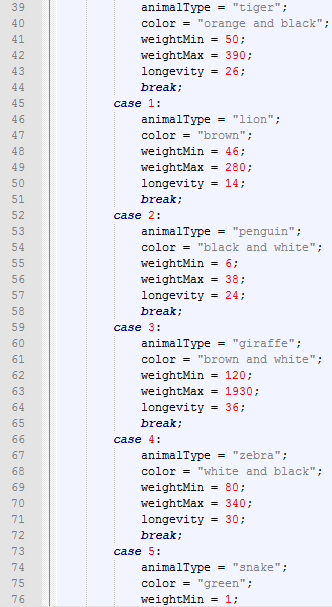 39 animalType = "tiger";
40 color = "orange and black";
41 weightMin = 50;
42 weightMax = 390;
43 longevity = 26;
44 break;
45 case 1:
46 animalType = "lion";
47 color = "brown";
48 weightMin = 46;
49 weightMax = 280;
50 longevity = 14;
51 break;
52 case 2:
53 animalType = "penguin";
54 color = "black and white";
55 weightMin = 6;
56 weightMax = 38;
57 longevity = 24;
58 break;
59 case 3:
60 animalType = "giraffe";
61 color = "brown and white";
62 weightMin = 120;
63 weightMax = 1930;
64 longevity = 36;
65 break;
66 case 4:
67 animalType = "zebra";
68 color = "white and black";
69 weightMin = 80;
70 weightMax = 340;
71 longevity = 30;
72 break;
73 case 5:
74 animalType = "snake";
75 color = "green";
76 weightMin = 1;